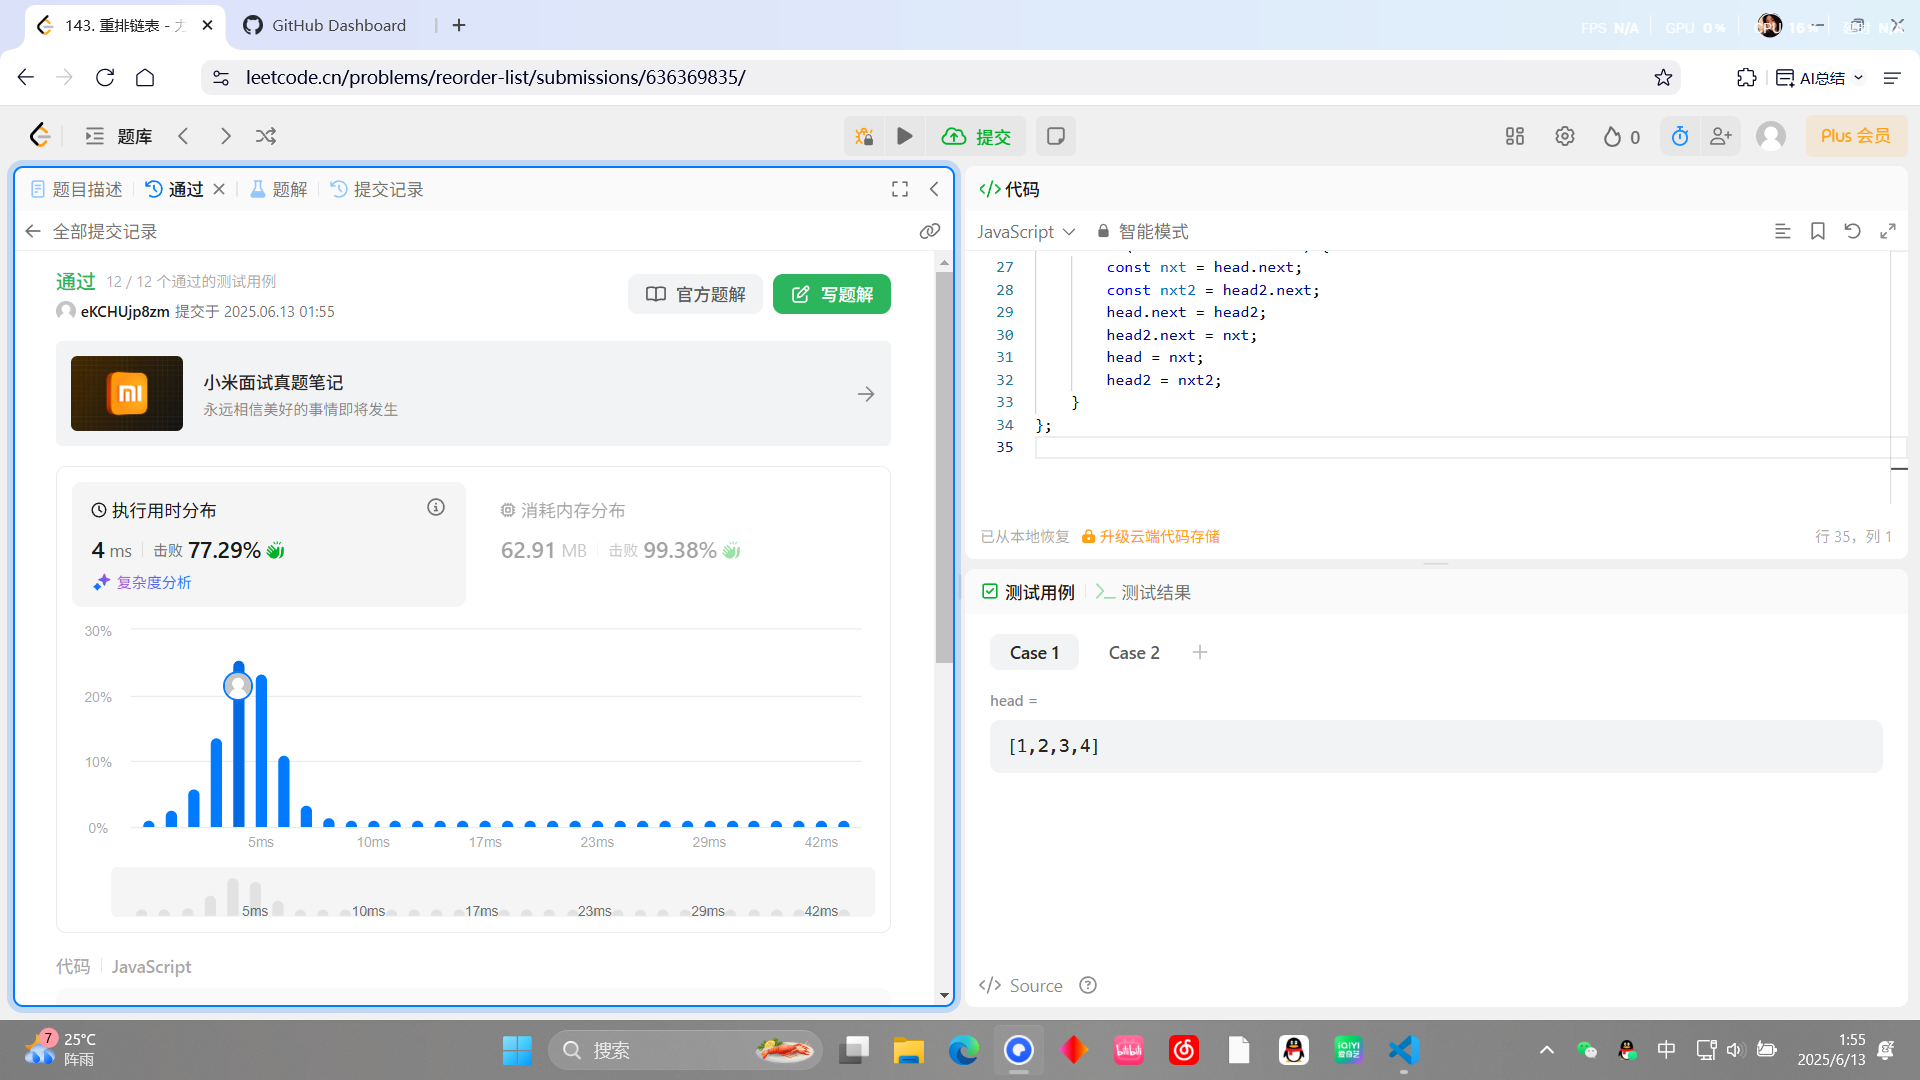 143. 重排链表 - 力
GitHub Dashboard
FPS N/A
GPU 0%
CPU 16%
N/A
leetcode.cn/problems/reorder-list/submissions/636369835/
AI总结
题库
提交
0
Plus 会员
题目描述
通过
题解
提交记录
全部提交记录
通过 12 / 12 个通过的测试用例
eKCHUjp8zm 提交于 2025.06.13 01:55
官方题解
写题解
小米面试真题笔记
永远相信美好的事情即将发生
执行用时分布
4 ms 击败 77.29%
复杂度分析
消耗内存分布
62.91 MB 击败 99.38%
30%
20%
10%
0%
5ms 10ms 17ms 23ms 29ms 42ms
5ms 10ms 17ms 23ms 29ms 42ms
代码 JavaScript
</> 代码
JavaScript 智能模式
27 const nxt = head.next;
28 const nxt2 = head2.next;
29 head.next = head2;
30 head2.next = nxt;
31 head = nxt;
32 head2 = nxt2;
33 }
34 };
35
已从本地恢复 升级云端代码存储
行 35，列 1
测试用例
测试结果
Case 1
Case 2
head =
[1,2,3,4]
</> Source
7
25°C
阵雨
搜索
bilibili
iQIYI
爱奇艺
中
1:55
2025/6/13